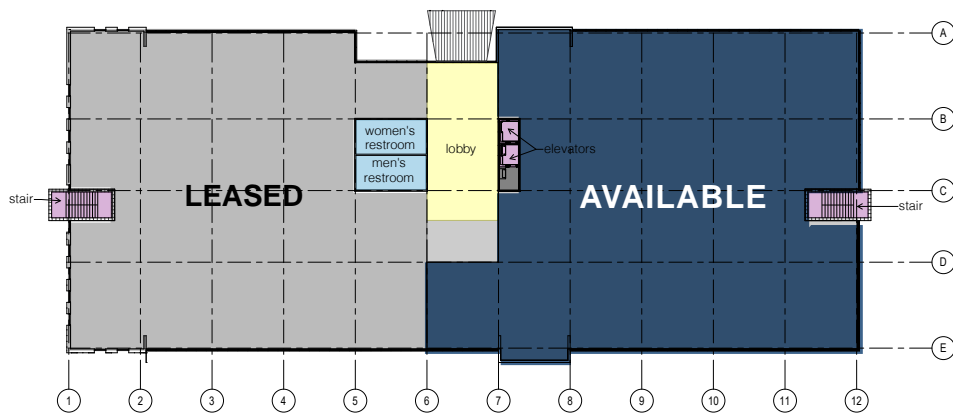 A
B
women's
restroom
lobby
elevators
men's
restroom
LEASED
AVAILABLE
C
stair
stair
D
E
1
2
3
4
5
6
7
8
9
10
11
12